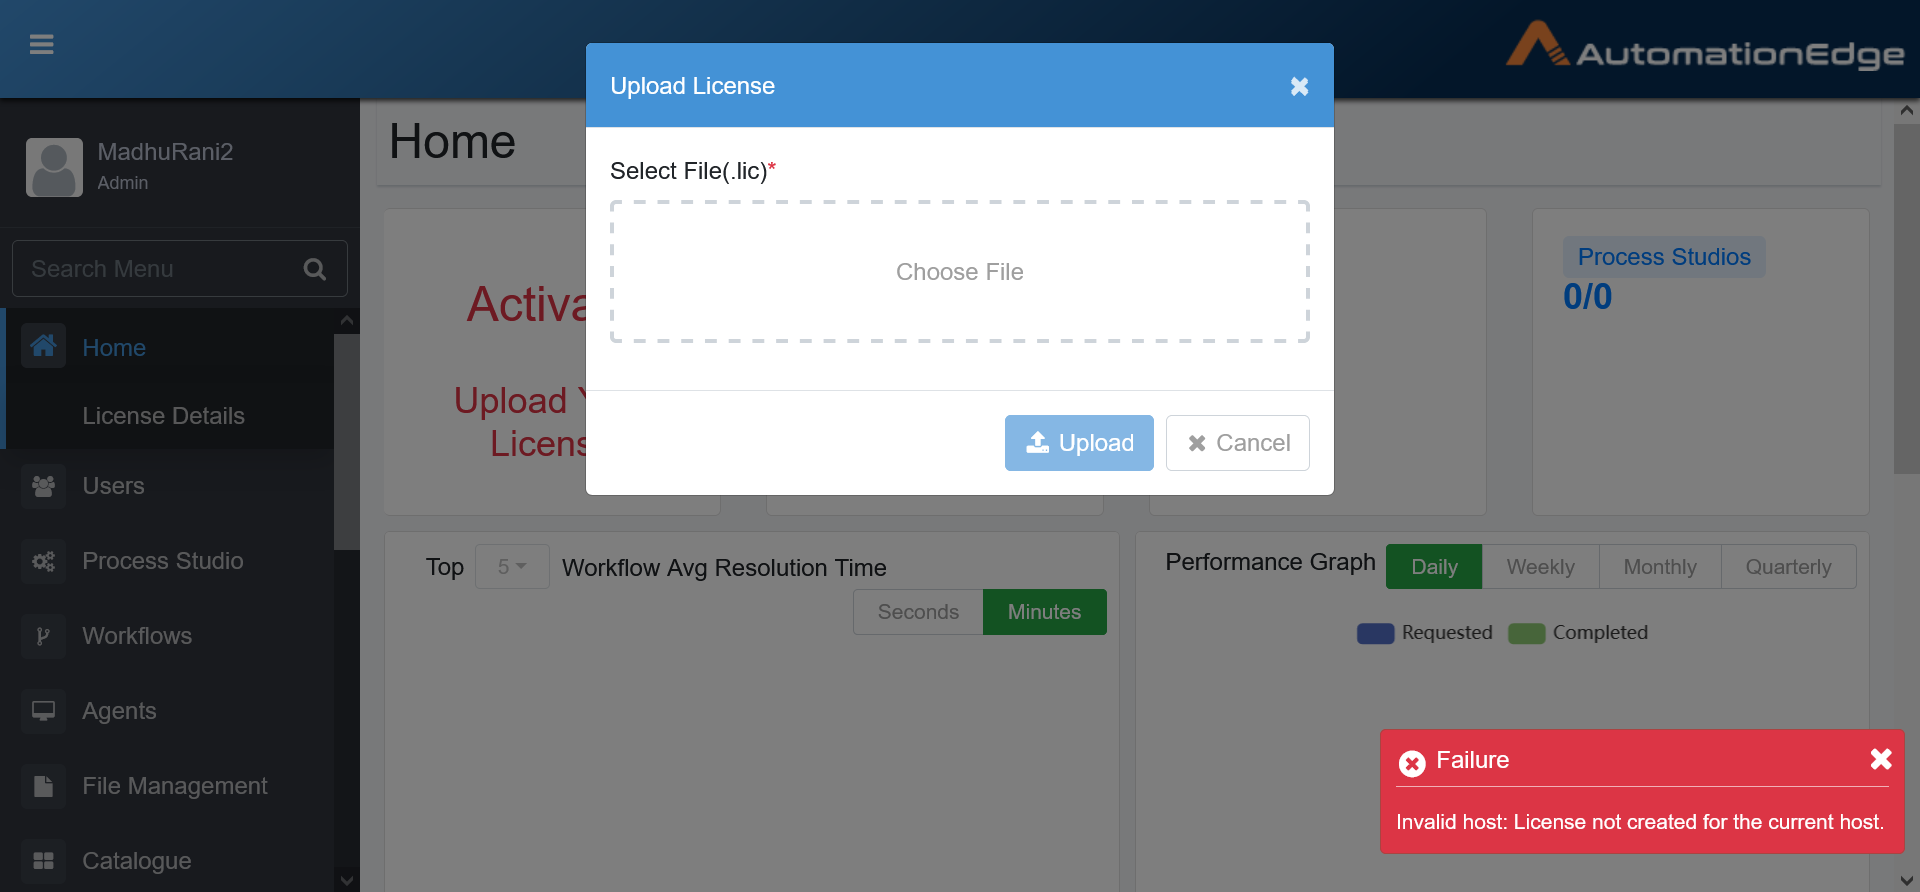 AutomationEdge
Upload License
MadhuRani2
Admin
Home
Select File(.lic)*
Choose File
Search Menu
Process Studios
0/0
Upload
Upload
Cancel
Home
License Details
Users
Process Studio
Workflows
Agents
File Management
Catalogue
Top 5 Workflow Avg Resolution Time
Seconds Minutes
Performance Graph Daily Weekly Monthly Quarterly
Requested Completed
Failure
Invalid host: License not created for the current host.